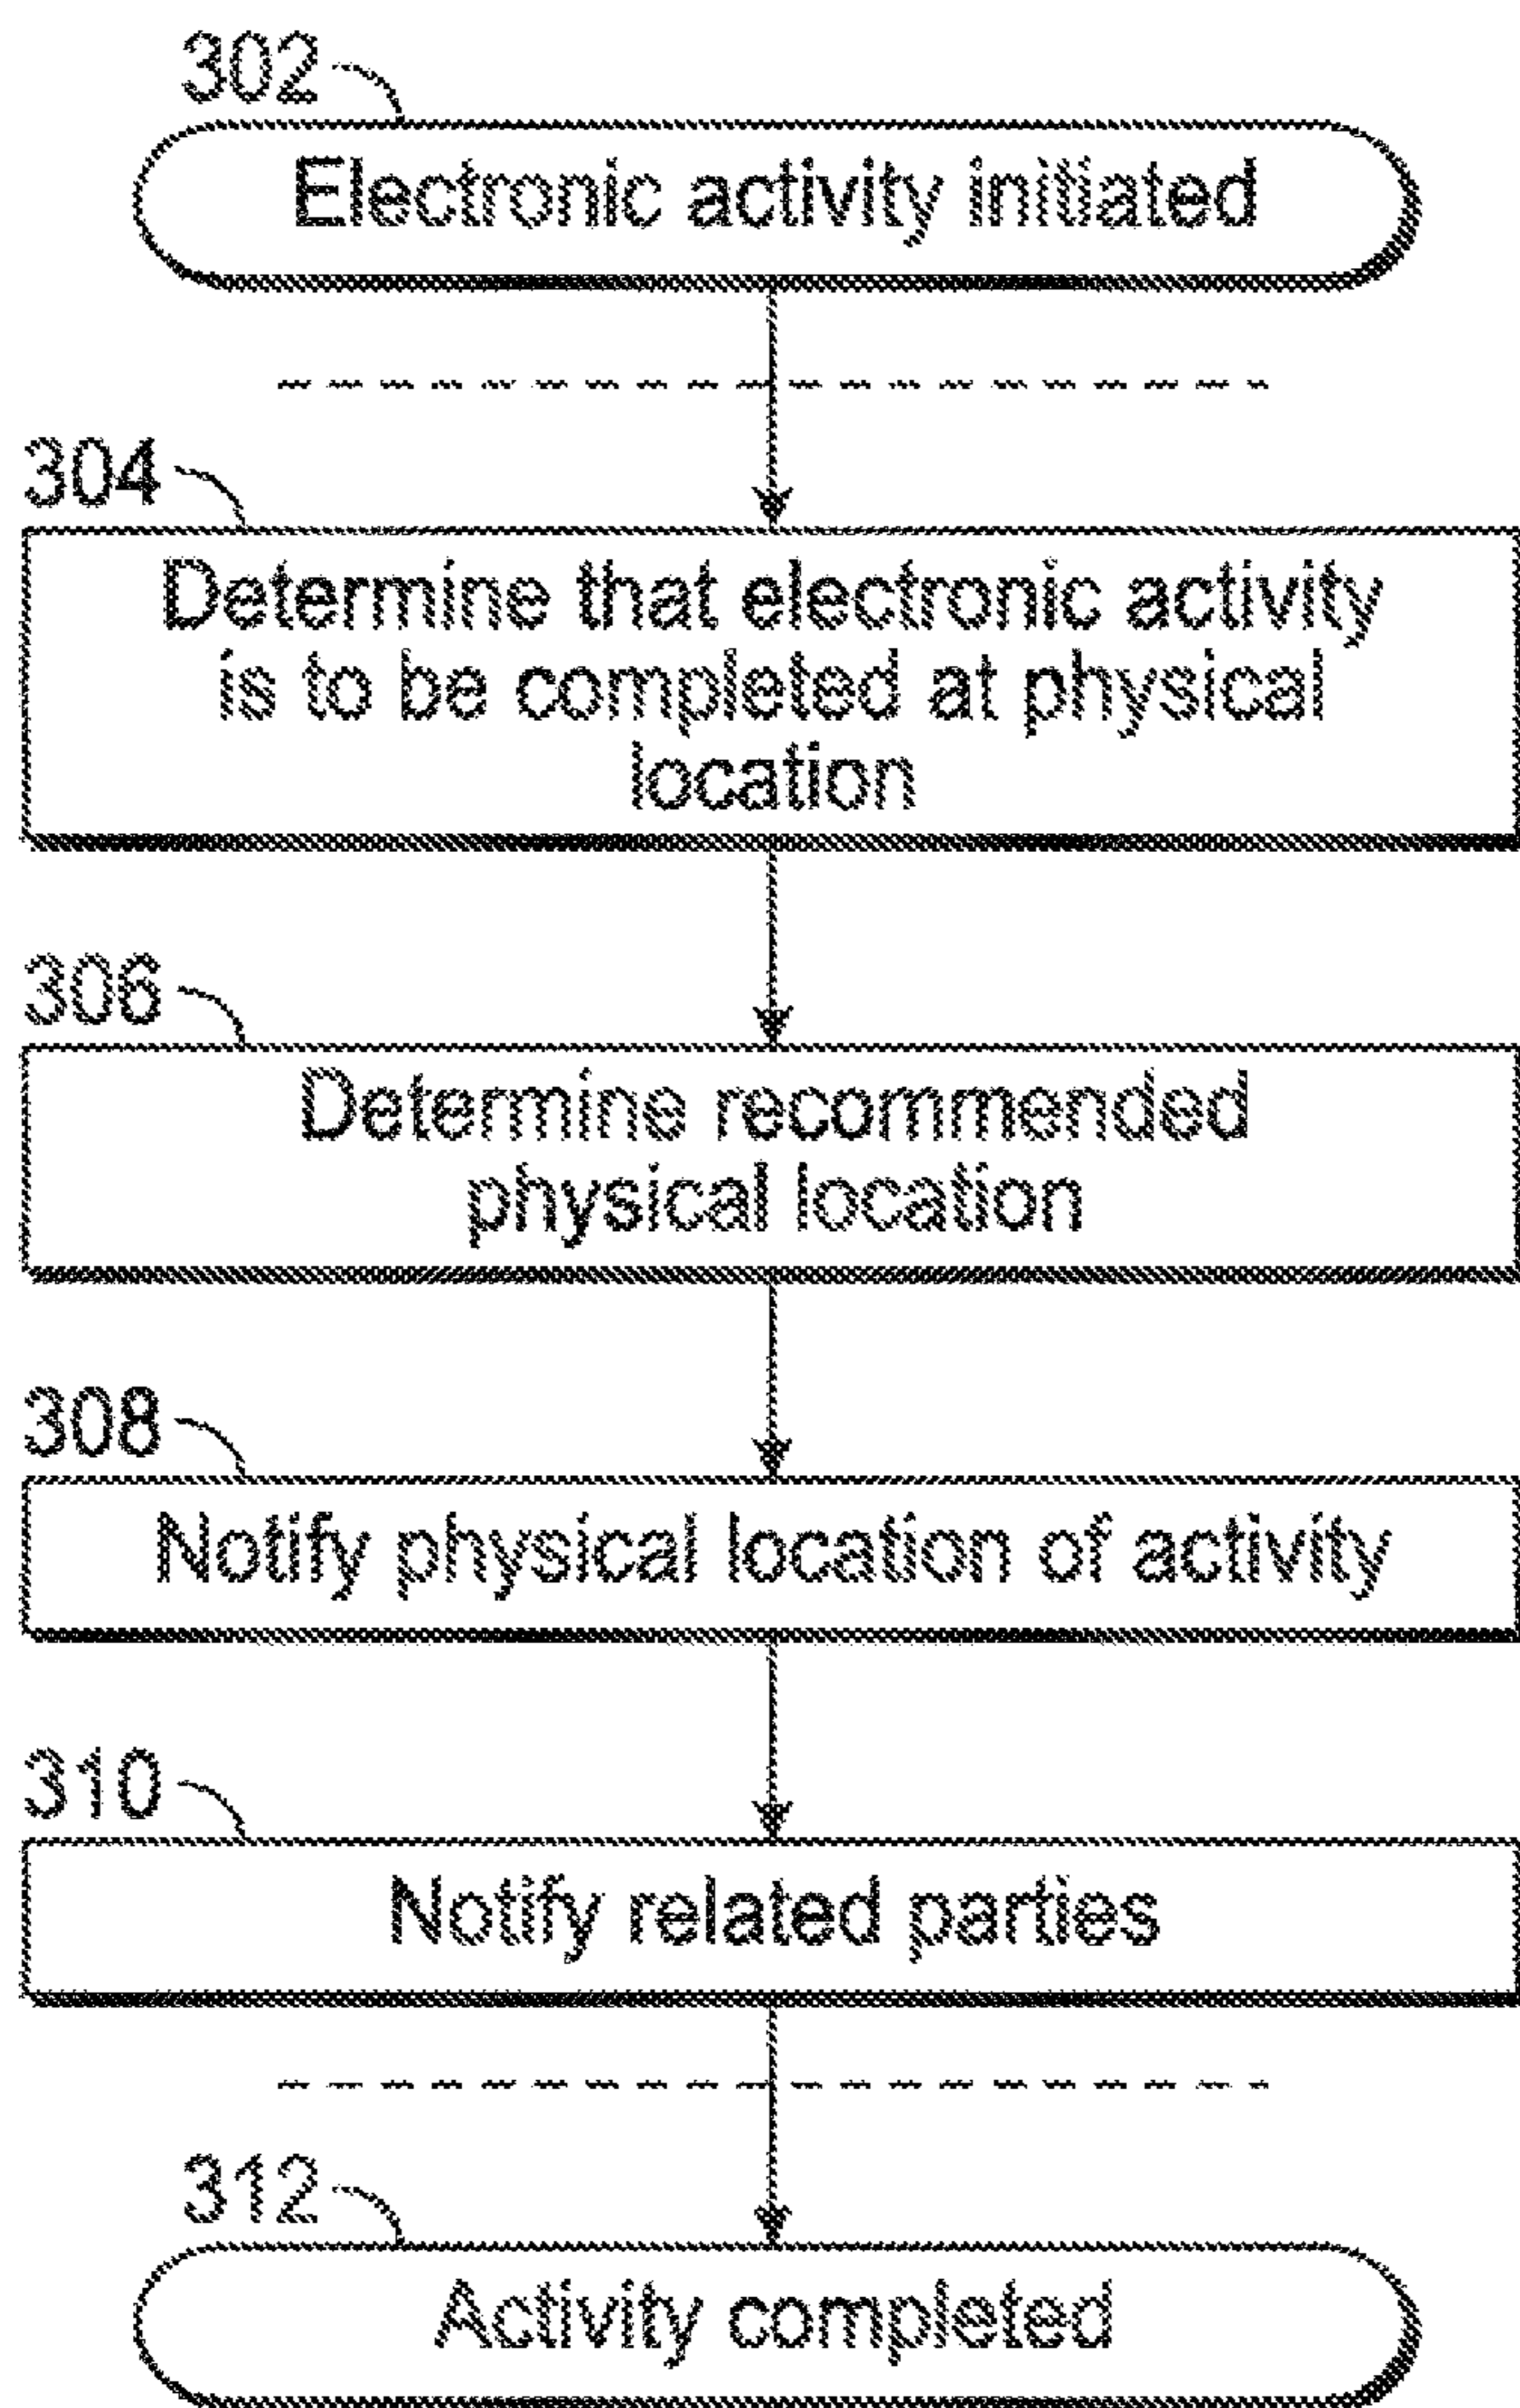 302
Electronic activity initiated
304
Determine that electronic activity
is to be completed at physical
location
306
Determine recommended
physical location
308
Notify physical location of activity
310
Notify related parties
312
Activity completed